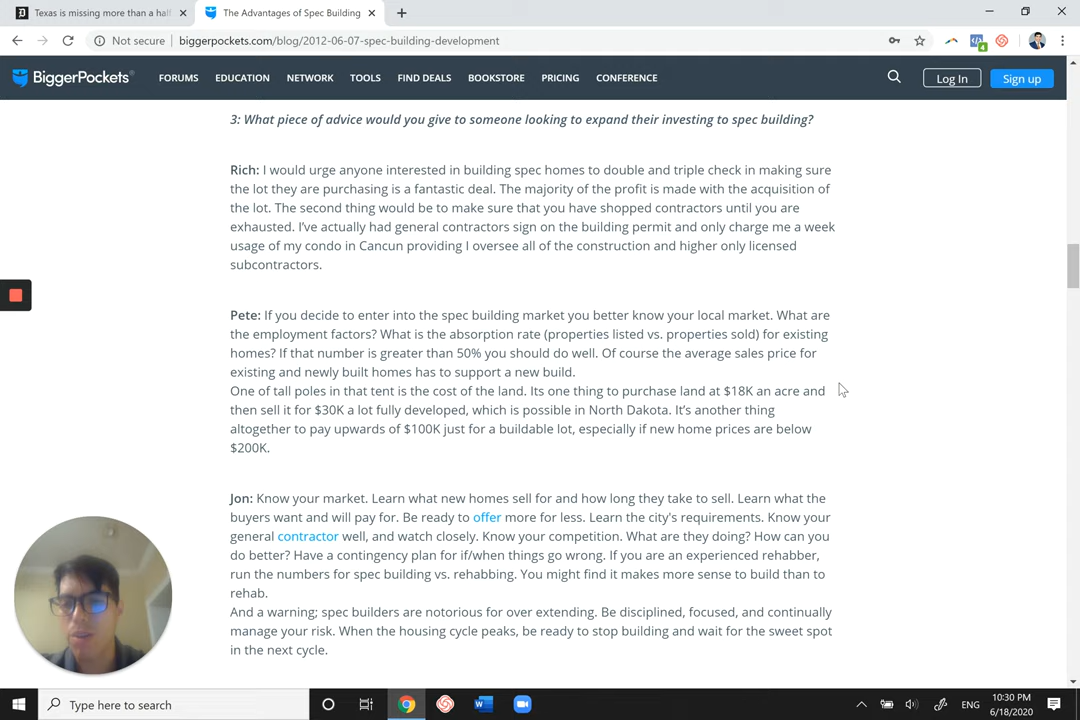 Texas is missing more than a half
The Advantages of Spec Building
Not secure | biggerpockets.com/blog/2012-06-07-spec-building-development
4
BiggerPockets FORUMS EDUCATION NETWORK TOOLS FIND DEALS BOOKSTORE PRICING CONFERENCE Log In Sign up
3: What piece of advice would you give to someone looking to expand their investing to spec building?
Rich: I would urge anyone interested in building spec homes to double and triple check in making sure
the lot they are purchasing is a fantastic deal. The majority of the profit is made with the acquisition of
the lot. The second thing would be to make sure that you have shopped contractors until you are
exhausted. I've actually had general contractors sign on the building permit and only charge me a week
usage of my condo in Cancun providing I oversee all of the construction and higher only licensed
subcontractors.
Pete: If you decide to enter into the spec building market you better know your local market. What are
the employment factors? What is the absorption rate (properties listed vs. properties sold) for existing
homes? If that number is greater than 50% you should do well. Of course the average sales price for
existing and newly built homes has to support a new build.
One of tall poles in that tent is the cost of the land. Its one thing to purchase land at $18K an acre and
then sell it for $30K a lot fully developed, which is possible in North Dakota. It's another thing
altogether to pay upwards of $100K just for a buildable lot, especially if new home prices are below
$200K.
Jon: Know your market. Learn what new homes sell for and how long they take to sell. Learn what the
buyers want and will pay for. Be ready to offer more for less. Learn the city's requirements. Know your
general contractor well, and watch closely. Know your competition. What are they doing? How can you
do better? Have a contingency plan for if/when things go wrong. If you are an experienced rehabber,
run the numbers for spec building vs. rehabbing. You might find it makes more sense to build than to
rehab.
And a warning; spec builders are notorious for over extending. Be disciplined, focused, and continually
manage your risk. When the housing cycle peaks, be ready to stop building and wait for the sweet spot
in the next cycle.
Type here to search
ENG
10:30 PM
6/18/2020